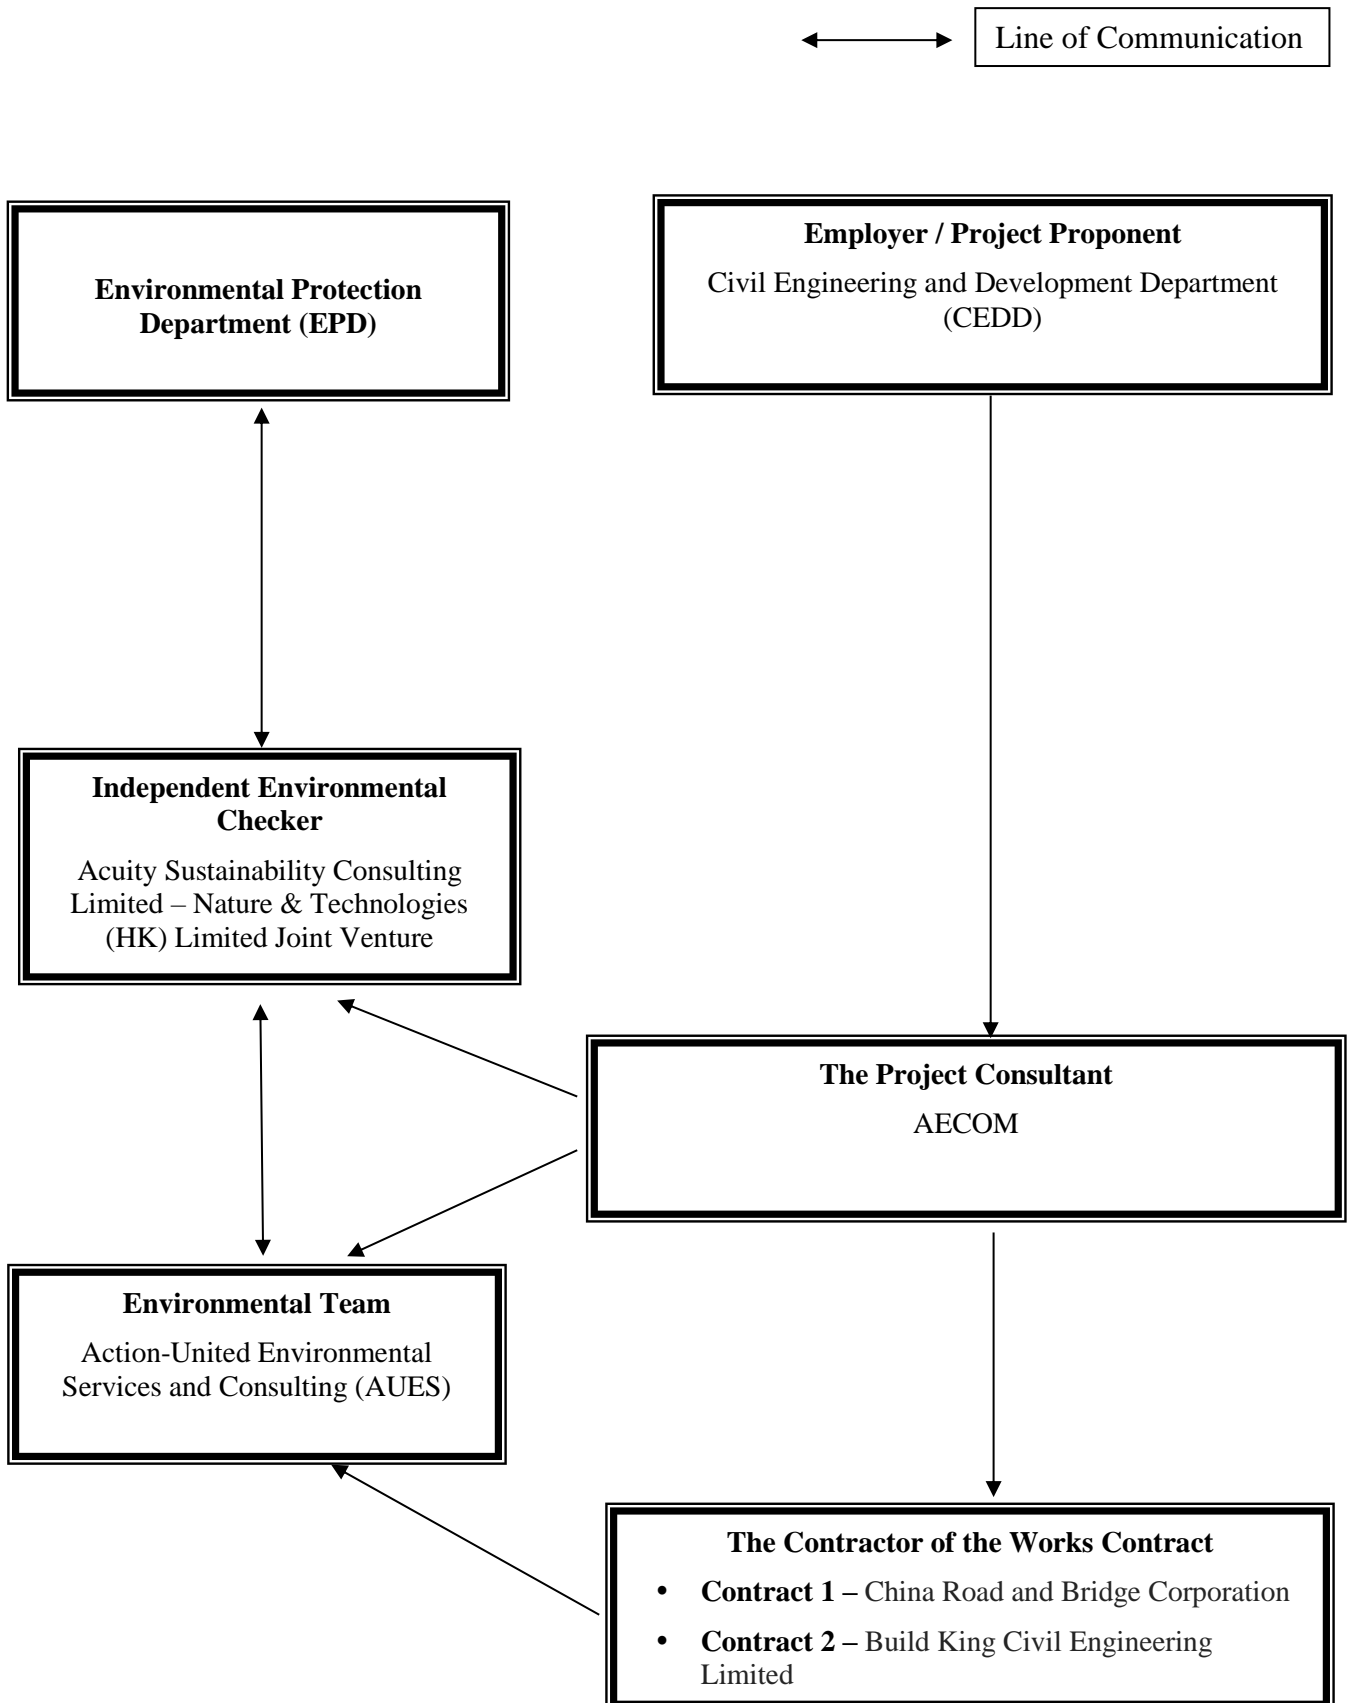 Line of Communication
Environmental Protection
Department (EPD)
Employer / Project Proponent
Civil Engineering and Development Department
(CEDD)
Independent Environmental
Checker
Acuity Sustainability Consulting
Limited – Nature & Technologies
(HK) Limited Joint Venture
The Project Consultant
AECOM
Environmental Team
Action-United Environmental
Services and Consulting (AUES)
The Contractor of the Works Contract
• Contract 1 – China Road and Bridge Corporation
• Contract 2 – Build King Civil Engineering
Limited